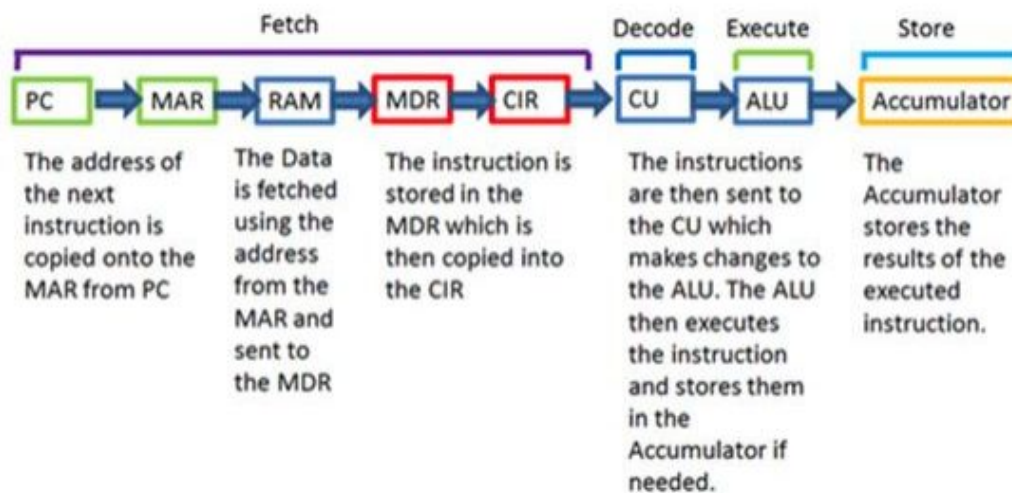 Fetch
Decode
Execute
Store
PC
MAR
RAM
MDR
CIR
CU
ALU
Accumulator
The address of
the next
instruction is
copied onto the
MAR from PC
The Data
is fetched
using the
address
from the
MAR and
sent to
the MDR
The instruction is
stored in the
MDR which is
then copied into
the CIR
The instructions
are then sent to
the CU which
makes changes to
the ALU. The ALU
then executes
the instruction
and stores them
in the
Accumulator if
needed.
The
Accumulator
stores the
results of the
executed
instruction.